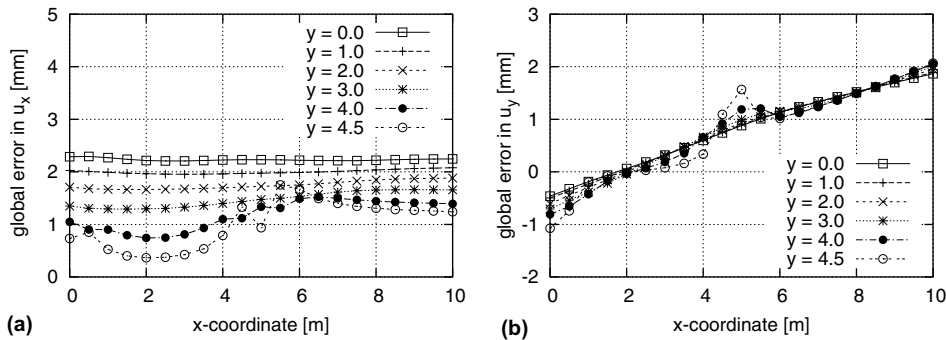 global error in u_x [mm]
5
4
3
2
1
0
y = 0.0
y = 1.0
y = 2.0
y = 3.0
y = 4.0
y = 4.5
0 2 4 6 8 10
x-coordinate [m]
(a)
global error in u_y [mm]
3
2
1
0
-1
-2
y = 0.0
y = 1.0
y = 2.0
y = 3.0
y = 4.0
y = 4.5
0 2 4 6 8 10
x-coordinate [m]
(b)